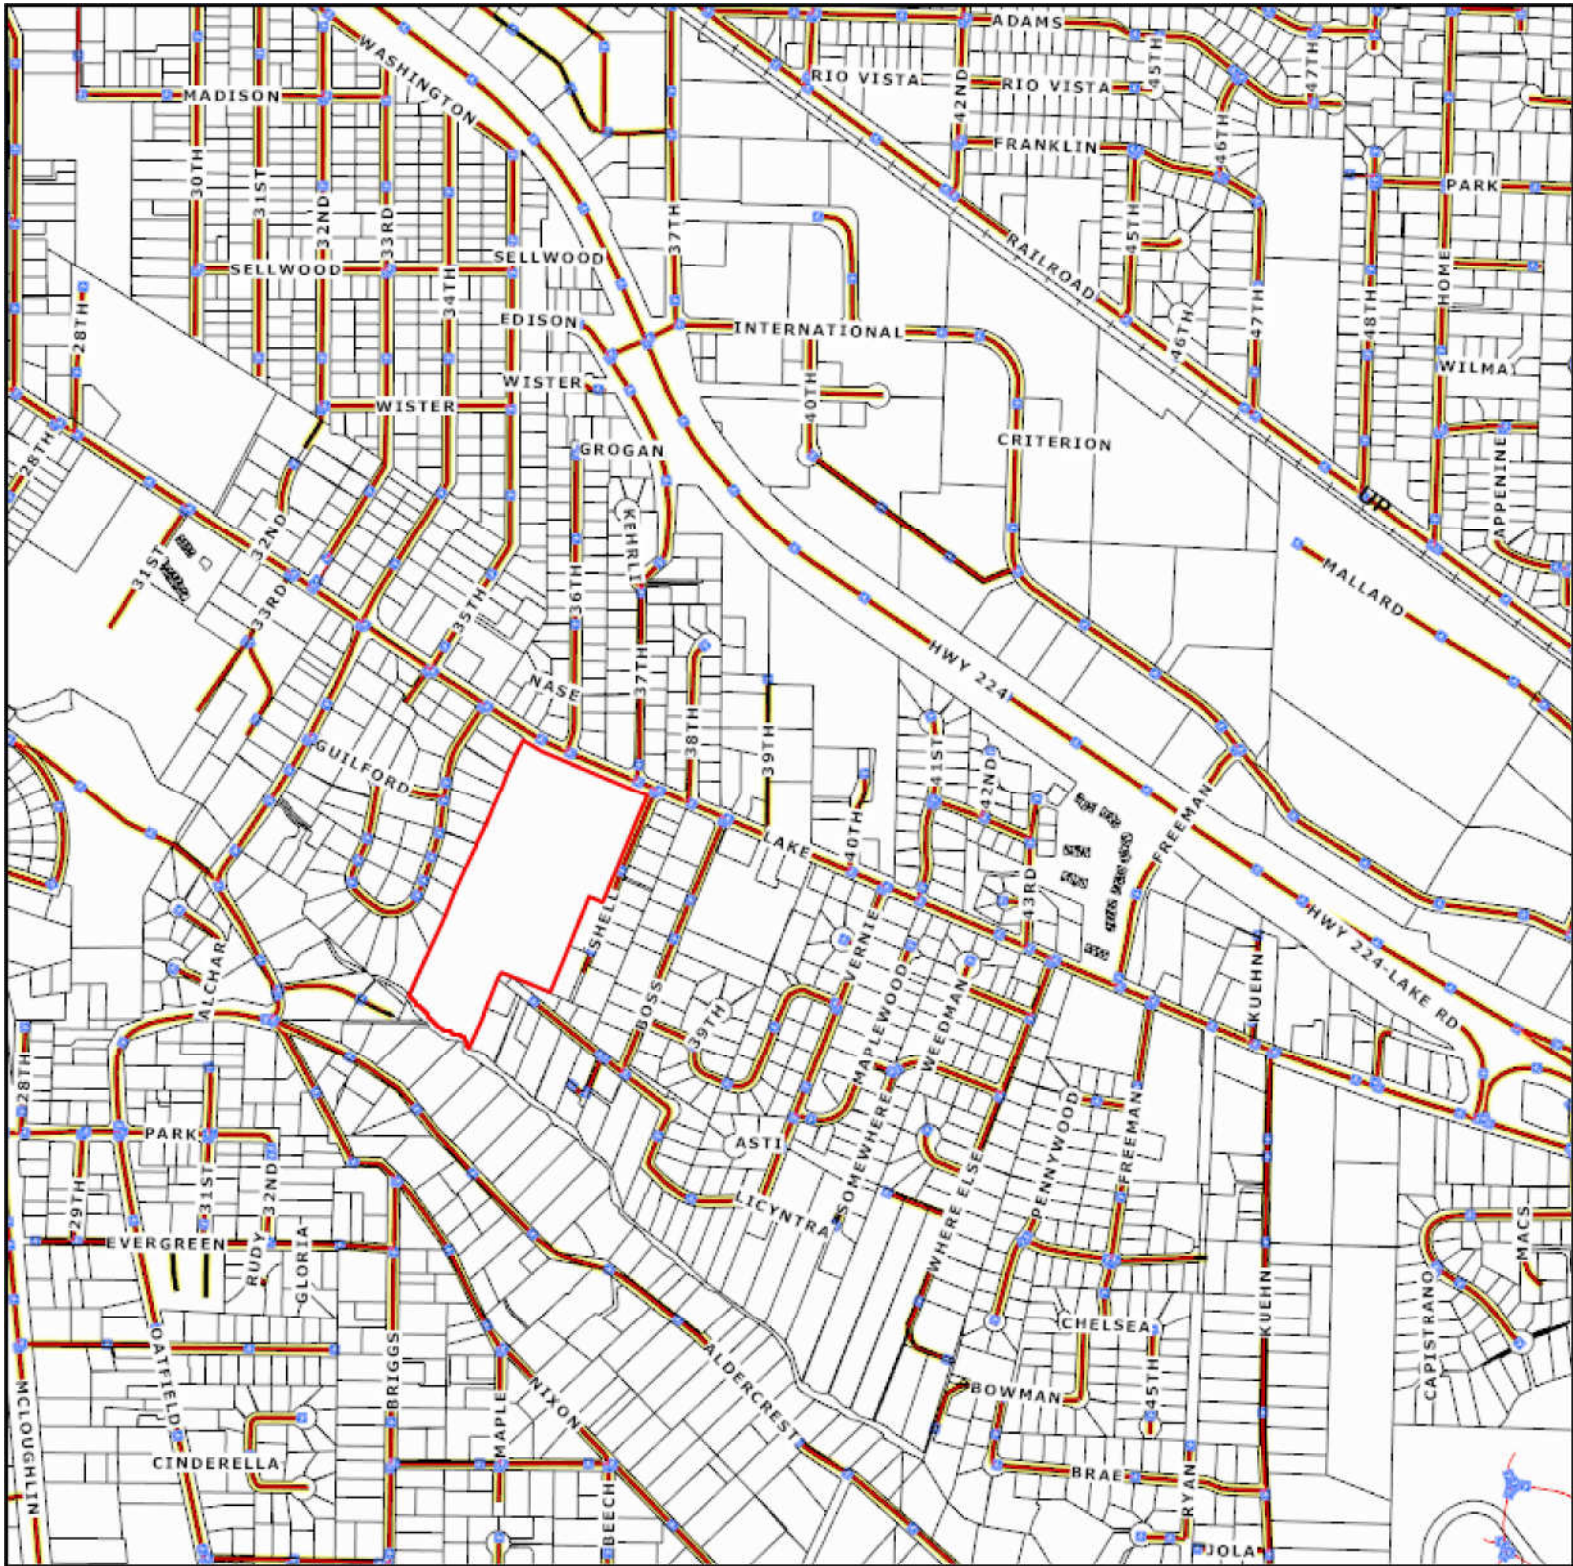 ADAMS
WASHINGTON
RIO VISTA
RIO VISTA
45TH
47TH
42ND
MADISON
46TH
FRANKLIN
30TH
31ST
32ND
33RD
37TH
45TH
PARK
SELLWOOD
SELLWOOD
34TH
RAILROAD
HOME
28TH
EDISON
INTERNATIONAL
46TH
47TH
48TH
WISTER
WILMA
WISTER
40TH
28TH
GROGAN
CRITERION
APPENINE
UP
KEHRLI
32ND
31ST
33RD
35TH
36TH
MALLARD
37TH
HWY 224
NASE
38TH
39TH
GUILFORD
41ST
42ND
LAKE
40TH
FREEMAN
43RD
SHELL
VERNIE
HWY 224-LAKE RD
ALCHAR
BOSS
39TH
MAPLEWOOD
WEEDMAN
KUEHN
28TH
PARK
31ST
32ND
29TH
ASTI
SOMEWHERE
PENNYWOOD
FREEMAN
LICYNTRA
WHERE ELSE
EVERGREEN
RUDY
GLORIA
MACS
CAPISTRANO
KUEHN
CHELSEA
OATFIELD
BRIGGS
ALDERCREST
NIXON
MAPLE
BOWMAN
45TH
MCLOUGHLIN
CINDERELLA
BRAE
RYAN
BEECH
JOLA